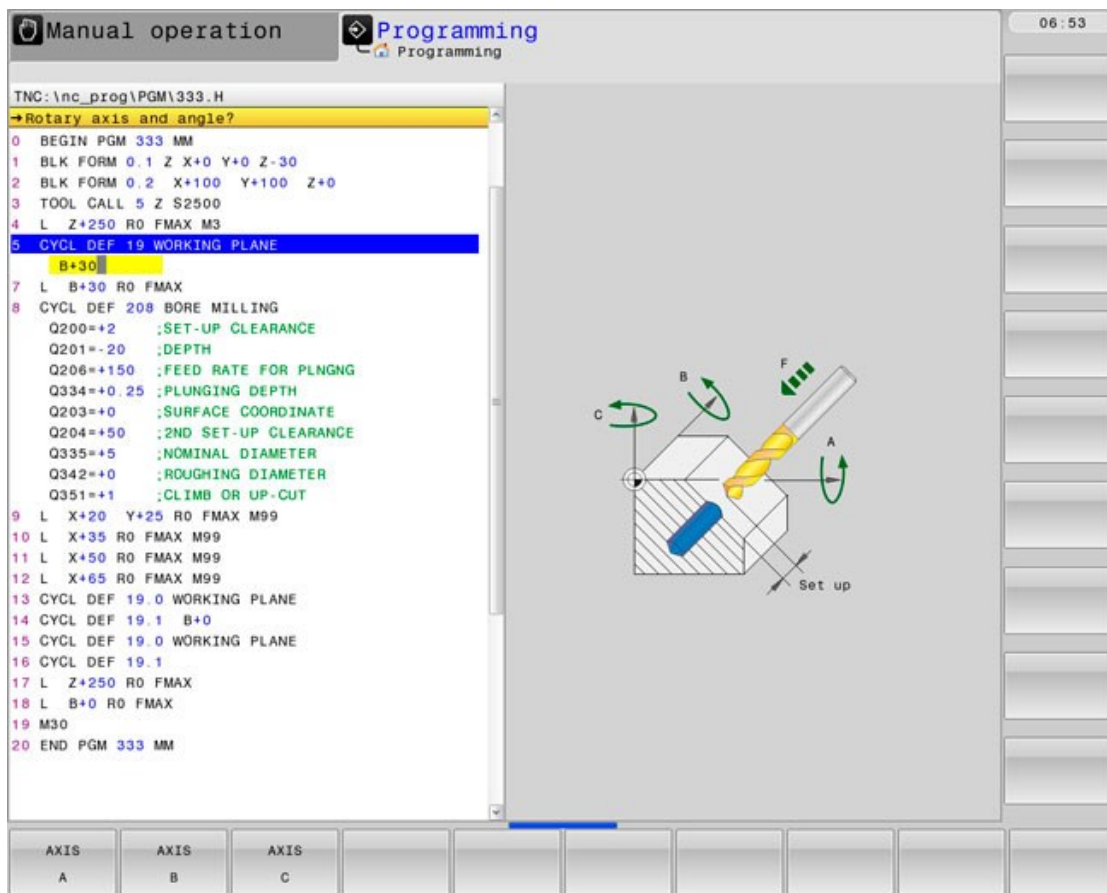 Manual operation
Programming
Programming
06:53
TNC:\nc_prog\PGM\333.H
→Rotary axis and angle?
0 BEGIN PGM 333 MM
1 BLK FORM 0.1 Z X+0 Y+0 Z-30
2 BLK FORM 0.2 X+100 Y+100 Z+0
3 TOOL CALL 5 Z S2500
4 L Z+250 R0 FMAX M3
5 CYCL DEF 19 WORKING PLANE
B+30
7 L B+30 R0 FMAX
8 CYCL DEF 208 BORE MILLING
Q200=+2 ;SET-UP CLEARANCE
Q201=-20 ;DEPTH
Q206=+150 ;FEED RATE FOR PLNGNG
Q334=+0.25 ;PLUNGING DEPTH
Q203=+0 ;SURFACE COORDINATE
Q204=+50 ;2ND SET-UP CLEARANCE
Q335=+5 ;NOMINAL DIAMETER
Q342=+0 ;ROUGHING DIAMETER
Q351=+1 ;CLIMB OR UP-CUT
9 L X+20 Y+25 R0 FMAX M99
10 L X+35 R0 FMAX M99
11 L X+50 R0 FMAX M99
12 L X+65 R0 FMAX M99
13 CYCL DEF 19.0 WORKING PLANE
14 CYCL DEF 19.1 B+0
15 CYCL DEF 19.0 WORKING PLANE
16 CYCL DEF 19.1
17 L Z+250 R0 FMAX
18 L B+0 R0 FMAX
19 M30
20 END PGM 333 MM
F
B
C
A
Set up
AXIS
A
AXIS
B
AXIS
C